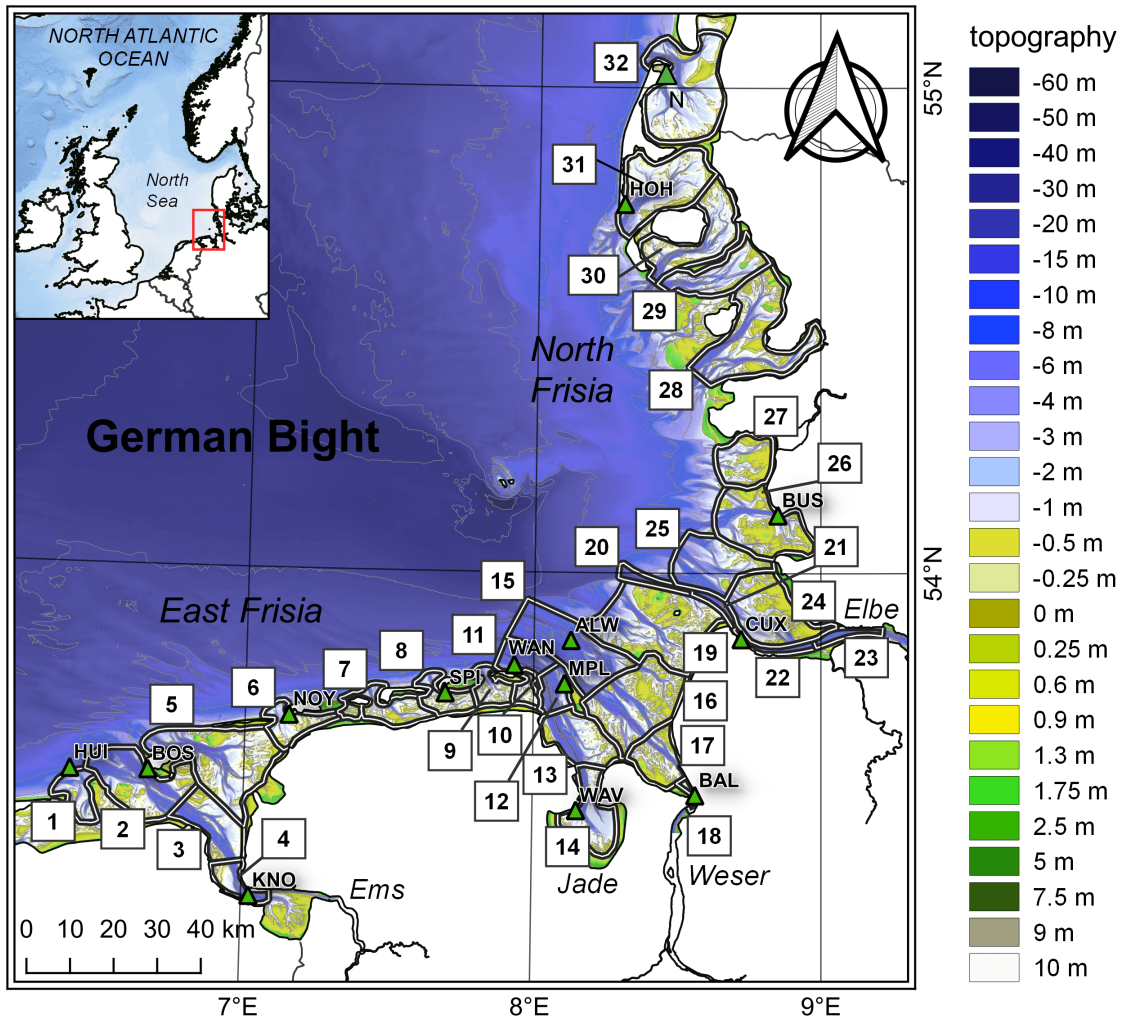 NORTH ATLANTIC
OCEAN
North
Sea
topography
-60 m
-50 m
-40 m
-30 m
-20 m
-15 m
-10 m
-8 m
-6 m
-4 m
-3 m
-2 m
-1 m
-0.5 m
-0.25 m
0 m
0.25 m
0.6 m
0.9 m
1.3 m
1.75 m
2.5 m
5 m
7.5 m
9 m
10 m
55°N
54°N
32
N
31
HOH
30
29
North
Frisia
28
German Bight
27
26
BUS
25
21
20
15
24
Elbe
East Frisia
ALW
CUX
11
WAN
19
23
8
MPL
22
7
SPI
6
NOY
16
5
9
10
17
HUI
BOS
13
BAL
12
WAV
1
2
3
4
14
18
KNO
Ems
Jade
Weser
0 10 20 30 40 km
7°E
8°E
9°E